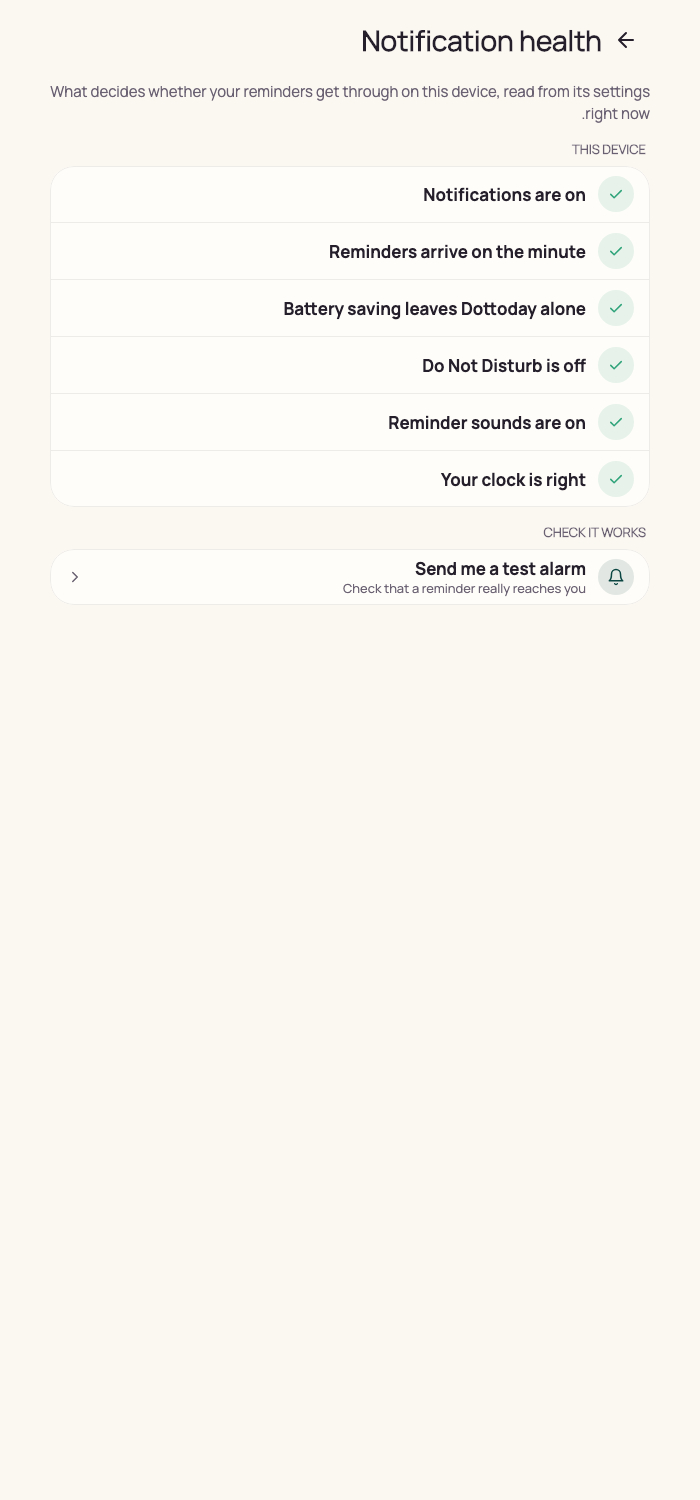 Notification health
What decides whether your reminders get through on this device, read from its settings
right now.
THIS DEVICE
Notifications are on
Reminders arrive on the minute
Battery saving leaves Dottoday alone
Do Not Disturb is off
Reminder sounds are on
Your clock is right
CHECK IT WORKS
Send me a test alarm
Check that a reminder really reaches you